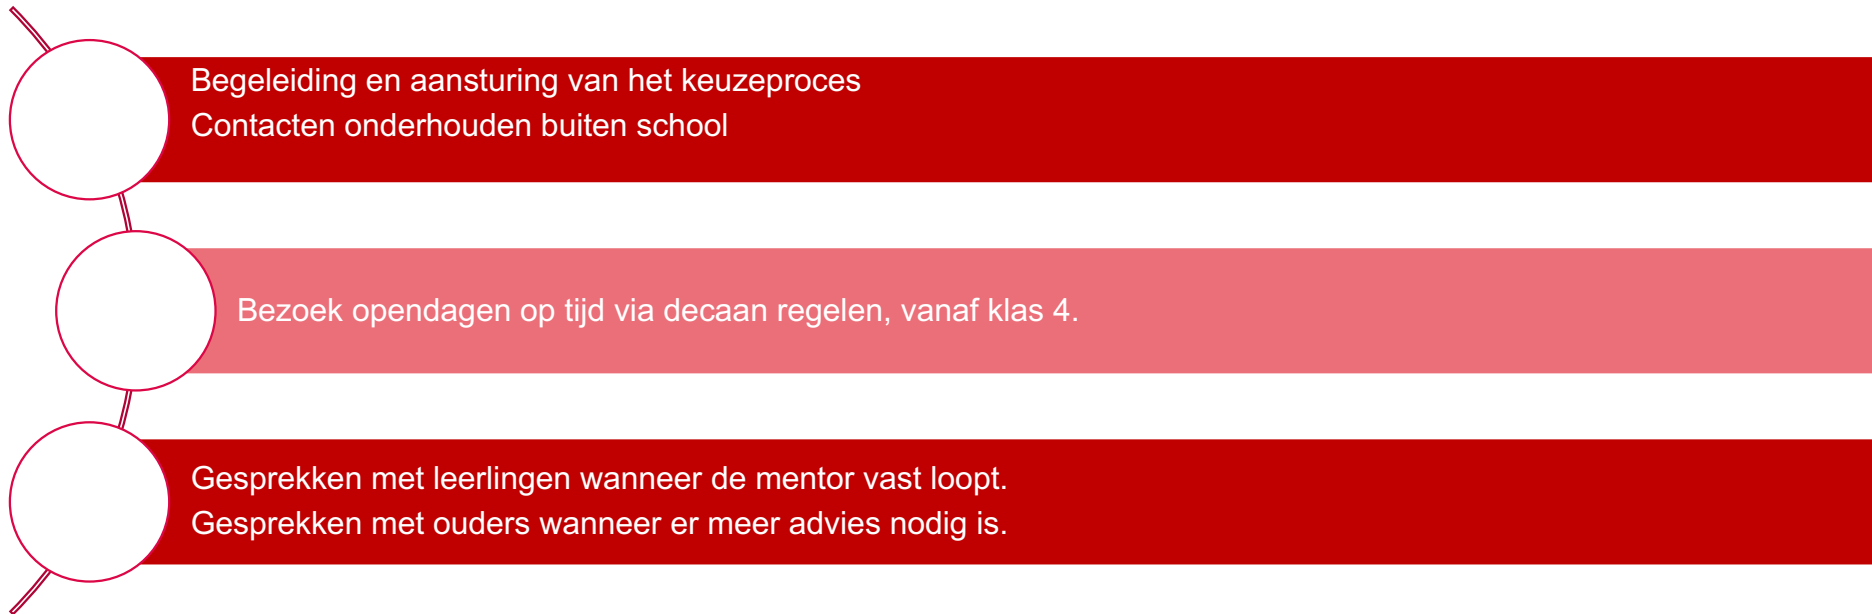 Begeleiding en aansturing van het keuzeproces
Contacten onderhouden buiten school
Bezoek opendagen op tijd via decaan regelen, vanaf klas 4.
Gesprekken met leerlingen wanneer de mentor vast loopt.
Gesprekken met ouders wanneer er meer advies nodig is.